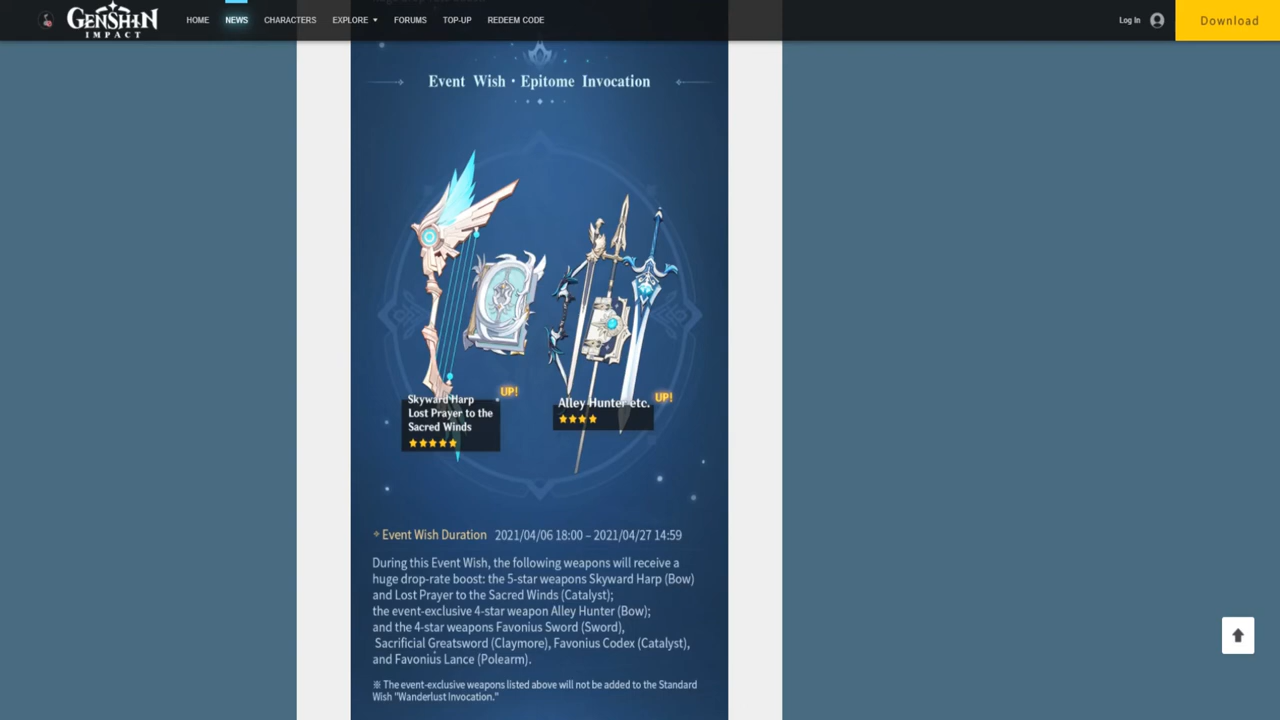 GENSHIN
IMPACT
HOME
NEWS
CHARACTERS
EXPLORE
FORUMS
TOP-UP
REDEEM CODE
Log In
Download
Event Wish · Epitome Invocation
UP!
Skyward Harp
Lost Prayer to the
Sacred Winds
UP!
Alley Hunter etc.
Event Wish Duration 2021/04/06 18:00 – 2021/04/27 14:59
During this Event Wish, the following weapons will receive a
huge drop-rate boost: the 5-star weapons Skyward Harp (Bow)
and Lost Prayer to the Sacred Winds (Catalyst);
the event-exclusive 4-star weapon Alley Hunter (Bow);
and the 4-star weapons Favonius Sword (Sword),
Sacrificial Greatsword (Claymore), Favonius Codex (Catalyst),
and Favonius Lance (Polearm).
※ The event-exclusive weapons listed above will not be added to the Standard
Wish "Wanderlust Invocation."